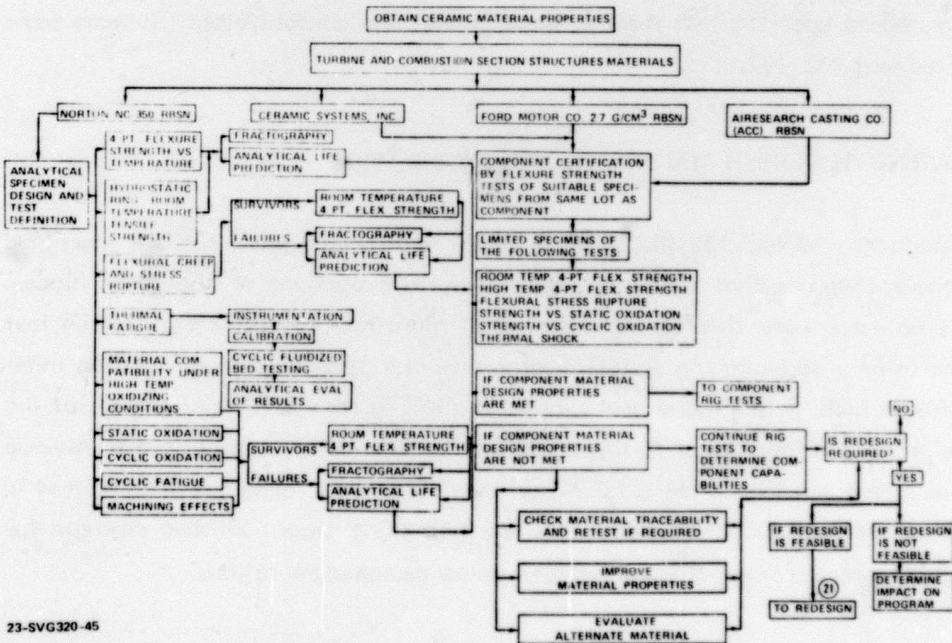 OBTAIN CERAMIC MATERIAL PROPERTIES
TURBINE AND COMBUSTION SECTION STRUCTURES MATERIALS
NORTON NC 350 RBSN
CERAMIC SYSTEMS, INC
FORD MOTOR CO. 2.7 G/CM³ RBSN
AIRESEARCH CASTING CO
(ACC) RBSN
ANALYTICAL
SPECIMEN
DESIGN AND
TEST
DEFINITION
4 PT. FLEXURE
STRENGTH VS
TEMPERATURE
HYDROSTATIC
RING ROOM
TEMPERATURE
TENSILE
STRENGTH
FLEXURAL CREEP
AND STRESS
RUPTURE
FRACTOGRAPHY
ANALYTICAL LIFE
PREDICTION
SURVIVORS
ROOM TEMPERATURE
4 PT. FLEX STRENGTH
FAILURES
FRACTOGRAPHY
ANALYTICAL LIFE
PREDICTION
THERMAL
FATIGUE
INSTRUMENTATION
CALIBRATION
CYCLIC FLUIDIZED
BED TESTING
ANALYTICAL EVAL
OF RESULTS
MATERIAL COM-
PATIBILITY UNDER
HIGH TEMP
OXIDIZING
CONDITIONS
STATIC OXIDATION
CYCLIC OXIDATION
CYCLIC FATIGUE
MACHINING EFFECTS
SURVIVORS
ROOM TEMPERATURE
4 PT. FLEX STRENGTH
FAILURES
FRACTOGRAPHY
ANALYTICAL LIFE
PREDICTION
COMPONENT CERTIFICATION
BY FLEXURE STRENGTH
TESTS OF SUITABLE SPECI-
MENS FROM SAME LOT AS
COMPONENT
LIMITED SPECIMENS OF
THE FOLLOWING TESTS
ROOM TEMP. 4-PT. FLEX STRENGTH
HIGH TEMP 4-PT. FLEX STRENGTH
FLEXURAL STRESS RUPTURE
STRENGTH VS. STATIC OXIDATION
STRENGTH VS. CYCLIC OXIDATION
THERMAL SHOCK
IF COMPONENT MATERIAL
DESIGN PROPERTIES
ARE MET
TO COMPONENT
RIG TESTS
IF COMPONENT MATERIAL
DESIGN PROPERTIES
ARE NOT MET
CONTINUE RIG
TESTS TO
DETERMINE COM-
PONENT CAPA-
BILITIES
NO
IS REDESIGN
REQUIRED?
YES
CHECK MATERIAL TRACEABILITY
AND RETEST IF REQUIRED
IMPROVE
MATERIAL PROPERTIES
EVALUATE
ALTERNATE MATERIAL
IF REDESIGN
IS FEASIBLE
21
TO REDESIGN
IF REDESIGN
IS NOT
FEASIBLE
DETERMINE
IMPACT ON
PROGRAM
23-SVG320-45